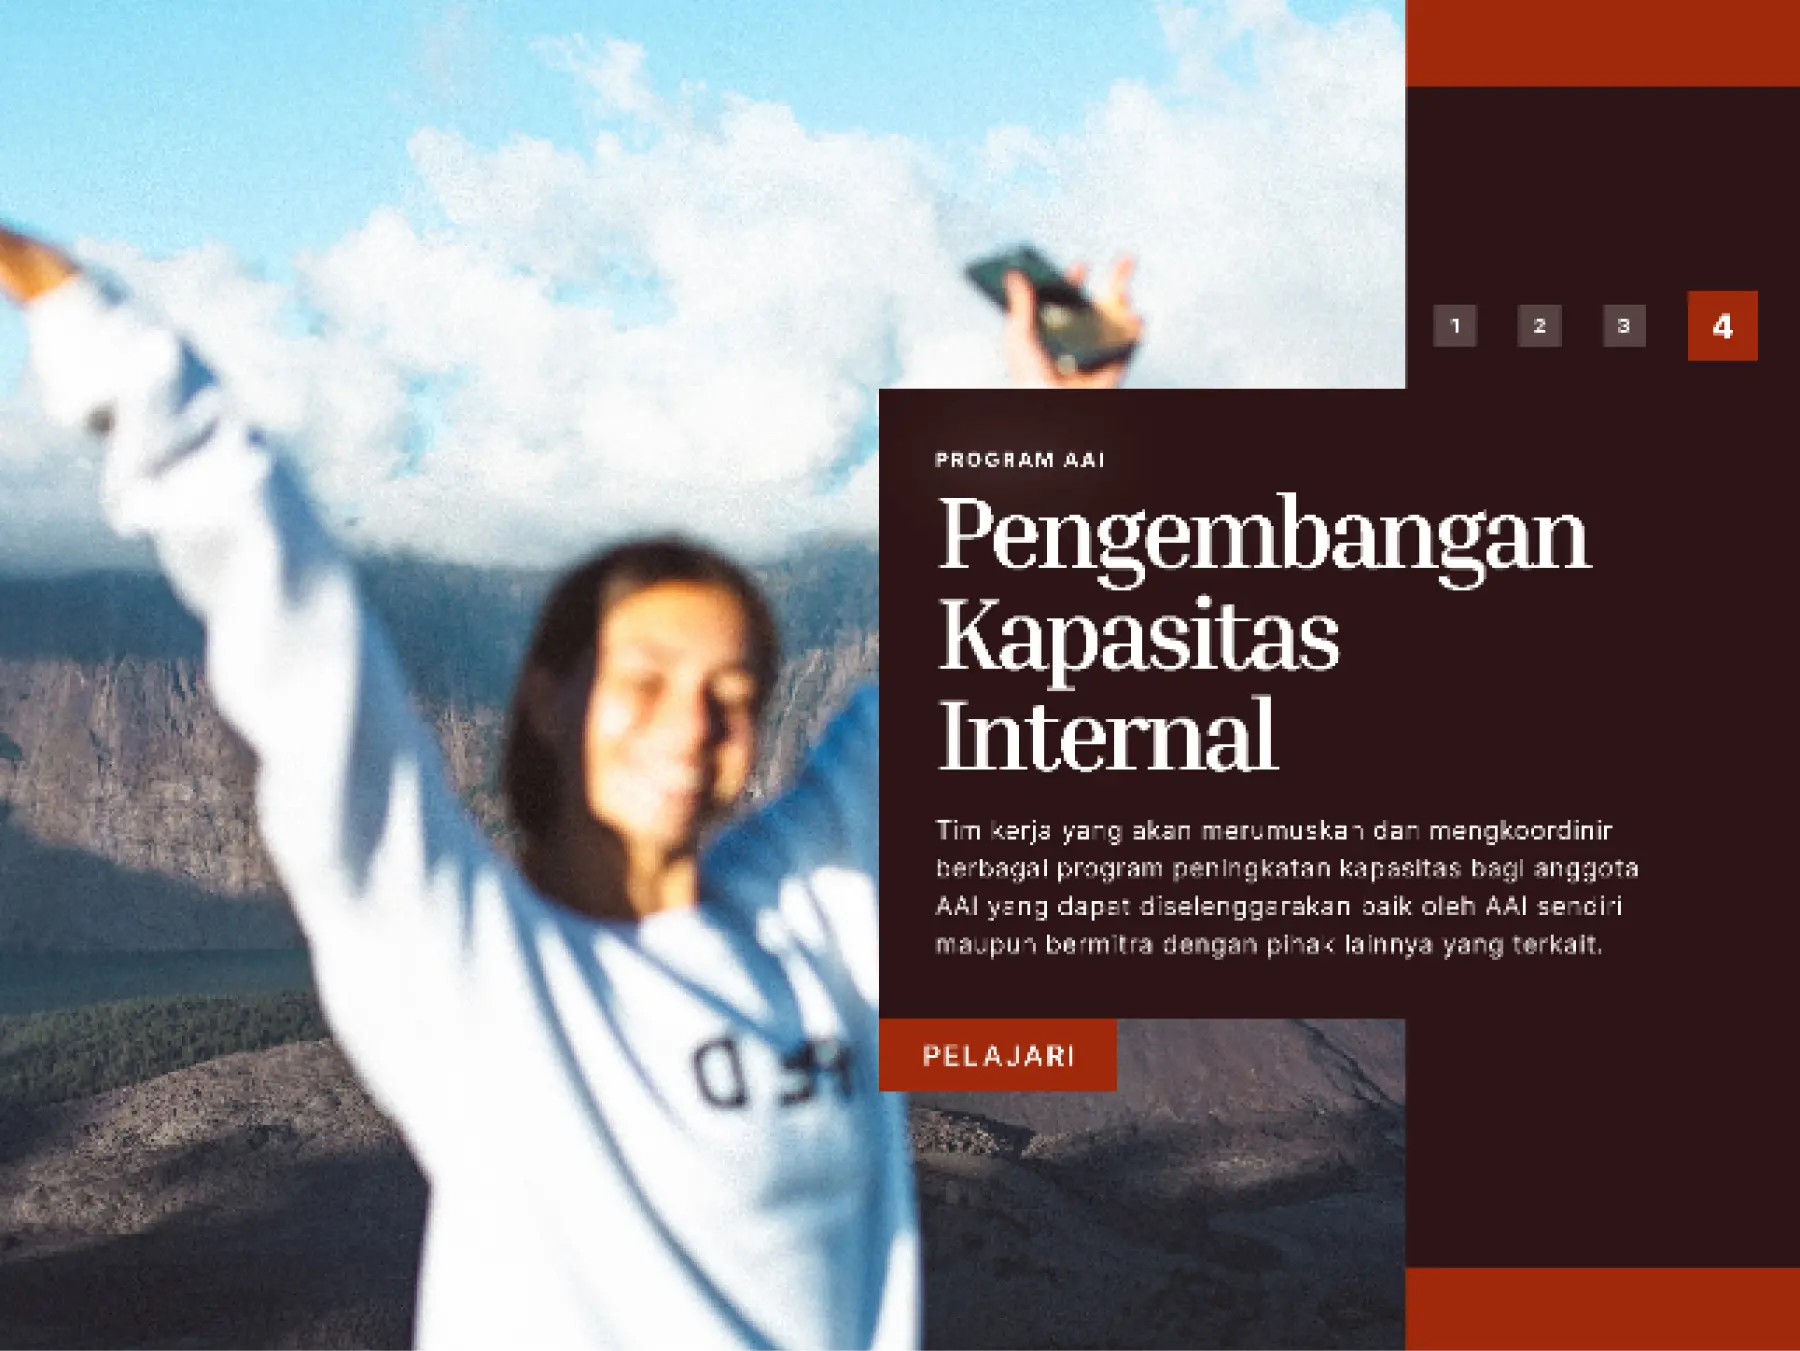 1 2 3 4
PROGRAM AAI
Pengembangan
Kapasitas
Internal
Tim kerja yang akan merumuskan dan mengkoordinir
berbagai program peningkatan kapasitas bagi anggota
AAI yang dapat diselenggarakan baik oleh AAI sendiri
maupun bermitra dengan pihak lainnya yang terkait.
PELAJARI